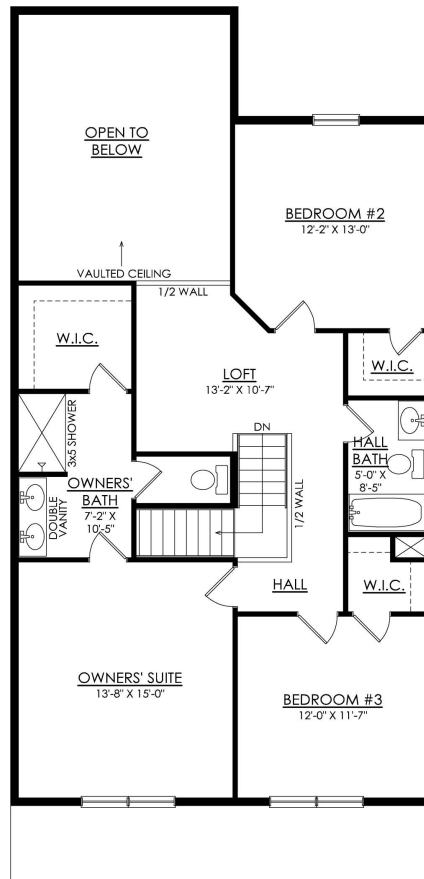 OPEN TO
BELOW
BEDROOM #2
12'-2" X 13'-0"
VAULTED CEILING
1/2 WALL
W.I.C.
LOFT
13'-2" X 10'-7"
W.I.C.
3x5 SHOWER
DN
HALL
BATH
5'-0" X
8'-5"
OWNERS'
BATH
7'-2" X
10'-5"
DOUBLE
VANITY
1/2 WALL
HALL
W.I.C.
OWNERS' SUITE
13'-8" X 15'-0"
BEDROOM #3
12'-0" X 11'-7"